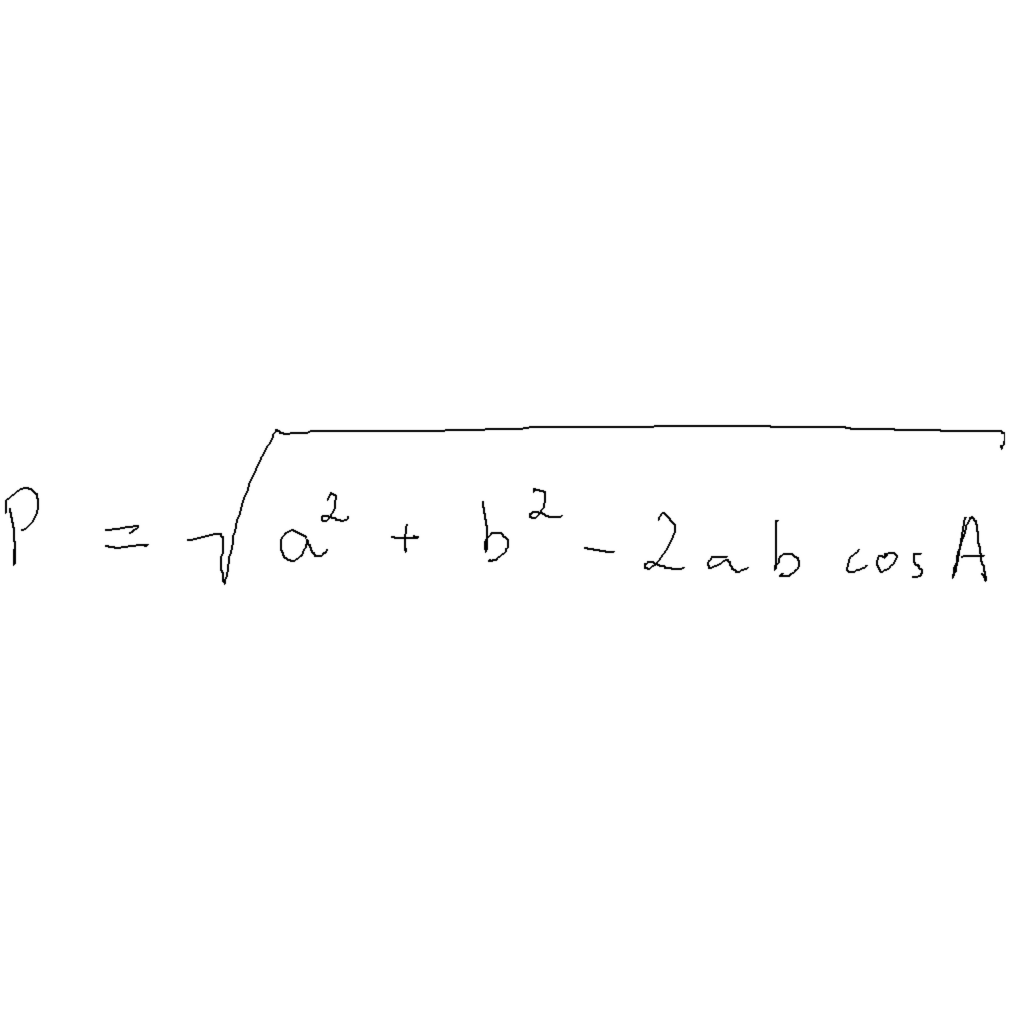 P = √(a² + b² - 2ab cos A)